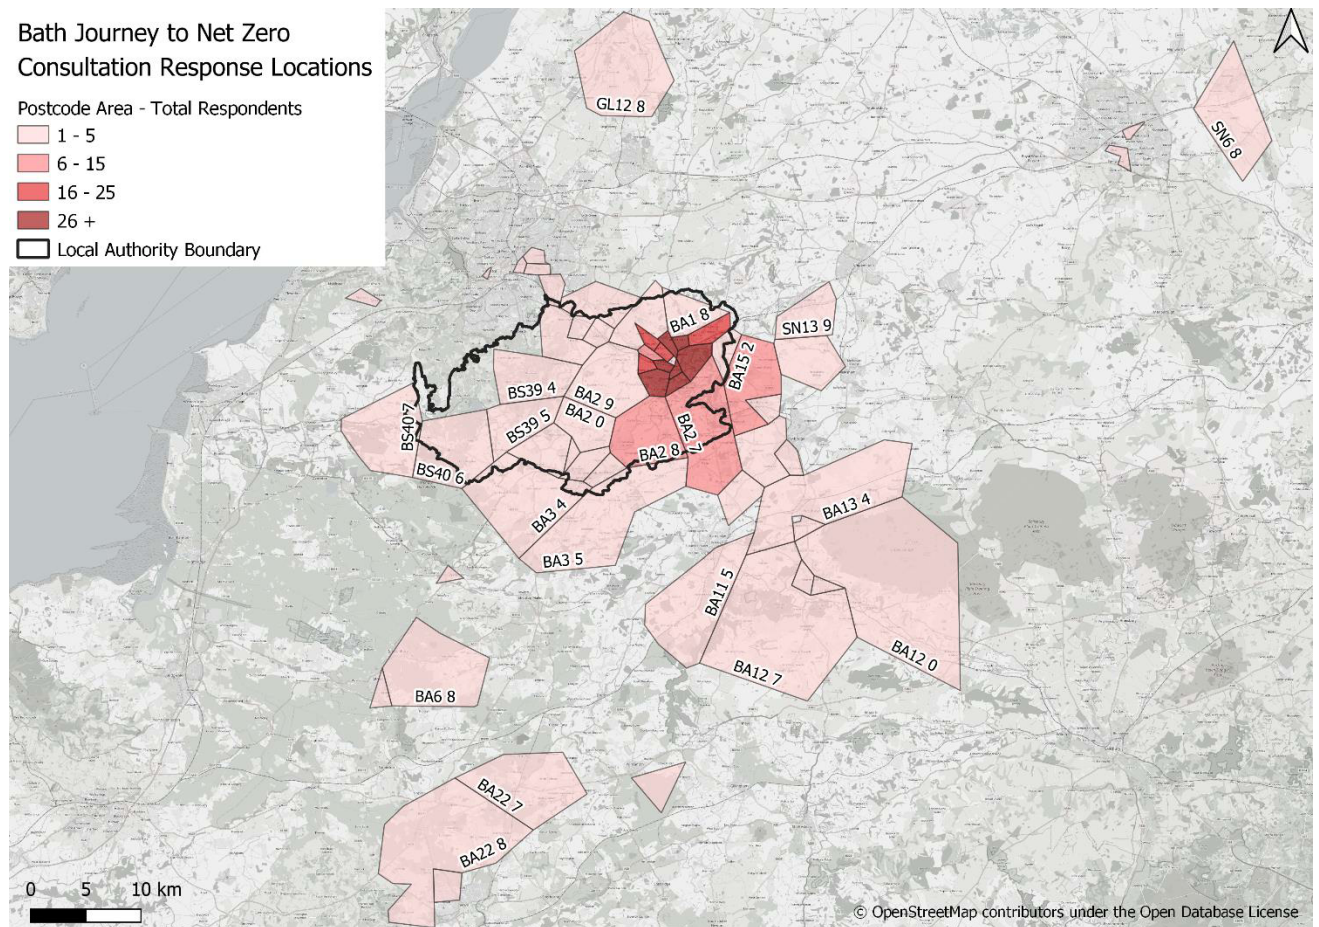 Bath Journey to Net Zero
Consultation Response Locations
Postcode Area - Total Respondents
1 - 5
6 - 15
16 - 25
26 +
Local Authority Boundary
GL12 8
SN6 8
BA1 8
SN13 9
BA15 2
BS39 4
BA2 9
BA2 0
BS40 7
BS39 5
BA2 7
BA2 8
BS40 6
BA3 4
BA13 4
BA3 5
BA11 5
BA12 0
BA12 7
BA6 8
BA22 7
BA22 8
0 5 10 km
© OpenStreetMap contributors under the Open Database License